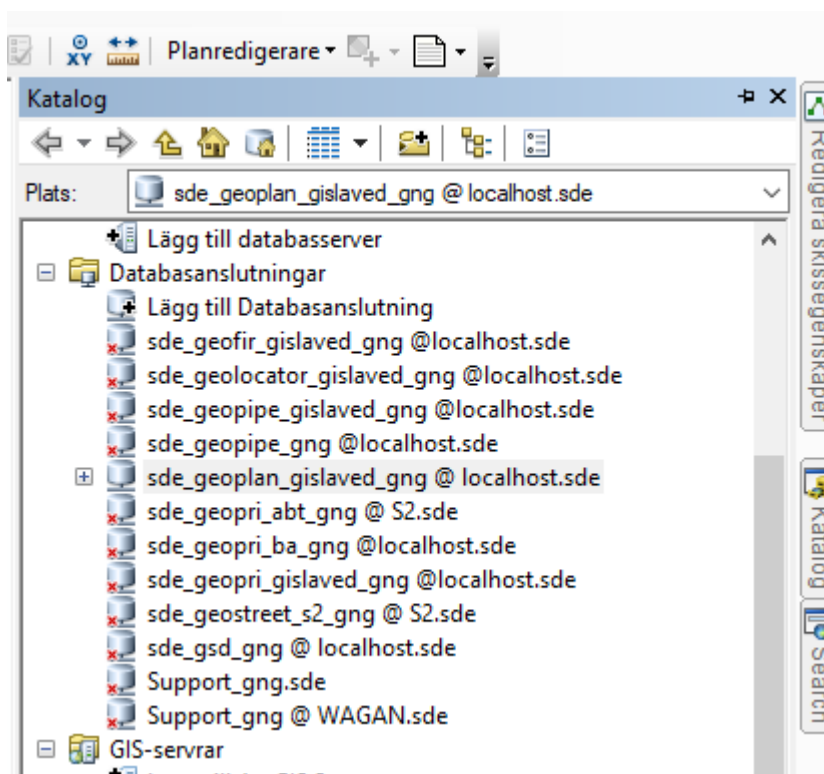 XY Planredigerare
Katalog
Plats: sde_geoplan_gislaved_gng @ localhost.sde
Lägg till databasserver
Databasanslutningar
Lägg till Databasanslutning
sde_geofir_gislaved_gng @localhost.sde
sde_geolocator_gislaved_gng @localhost.sde
sde_geopipe_gislaved_gng @localhost.sde
sde_geopipe_gng @localhost.sde
sde_geoplan_gislaved_gng @ localhost.sde
sde_geopri_abt_gng @ S2.sde
sde_geopri_ba_gng @localhost.sde
sde_geopri_gislaved_gng @localhost.sde
sde_geostreet_s2_gng @ S2.sde
sde_gsd_gng @ localhost.sde
Support_gng.sde
Support_gng @ WAGAN.sde
GIS-servrar
Redigera skissegenskaper
Katalog
Search